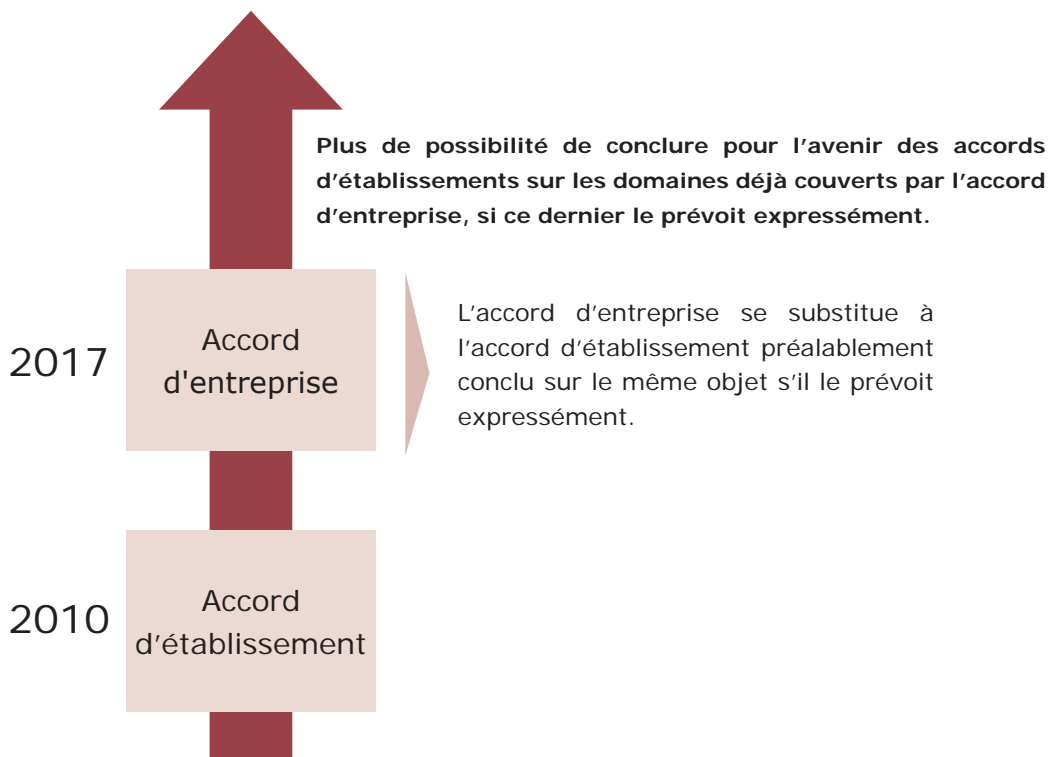 Plus de possibilité de conclure pour l’avenir des accords
d’établissements sur les domaines déjà couverts par l’accord
d’entreprise, si ce dernier le prévoit expressément.
2017
Accord
d'entreprise
L’accord d’entreprise se substitue à
l’accord d’établissement préalablement
conclu sur le même objet s’il le prévoit
expressément.
2010
Accord
d’établissement